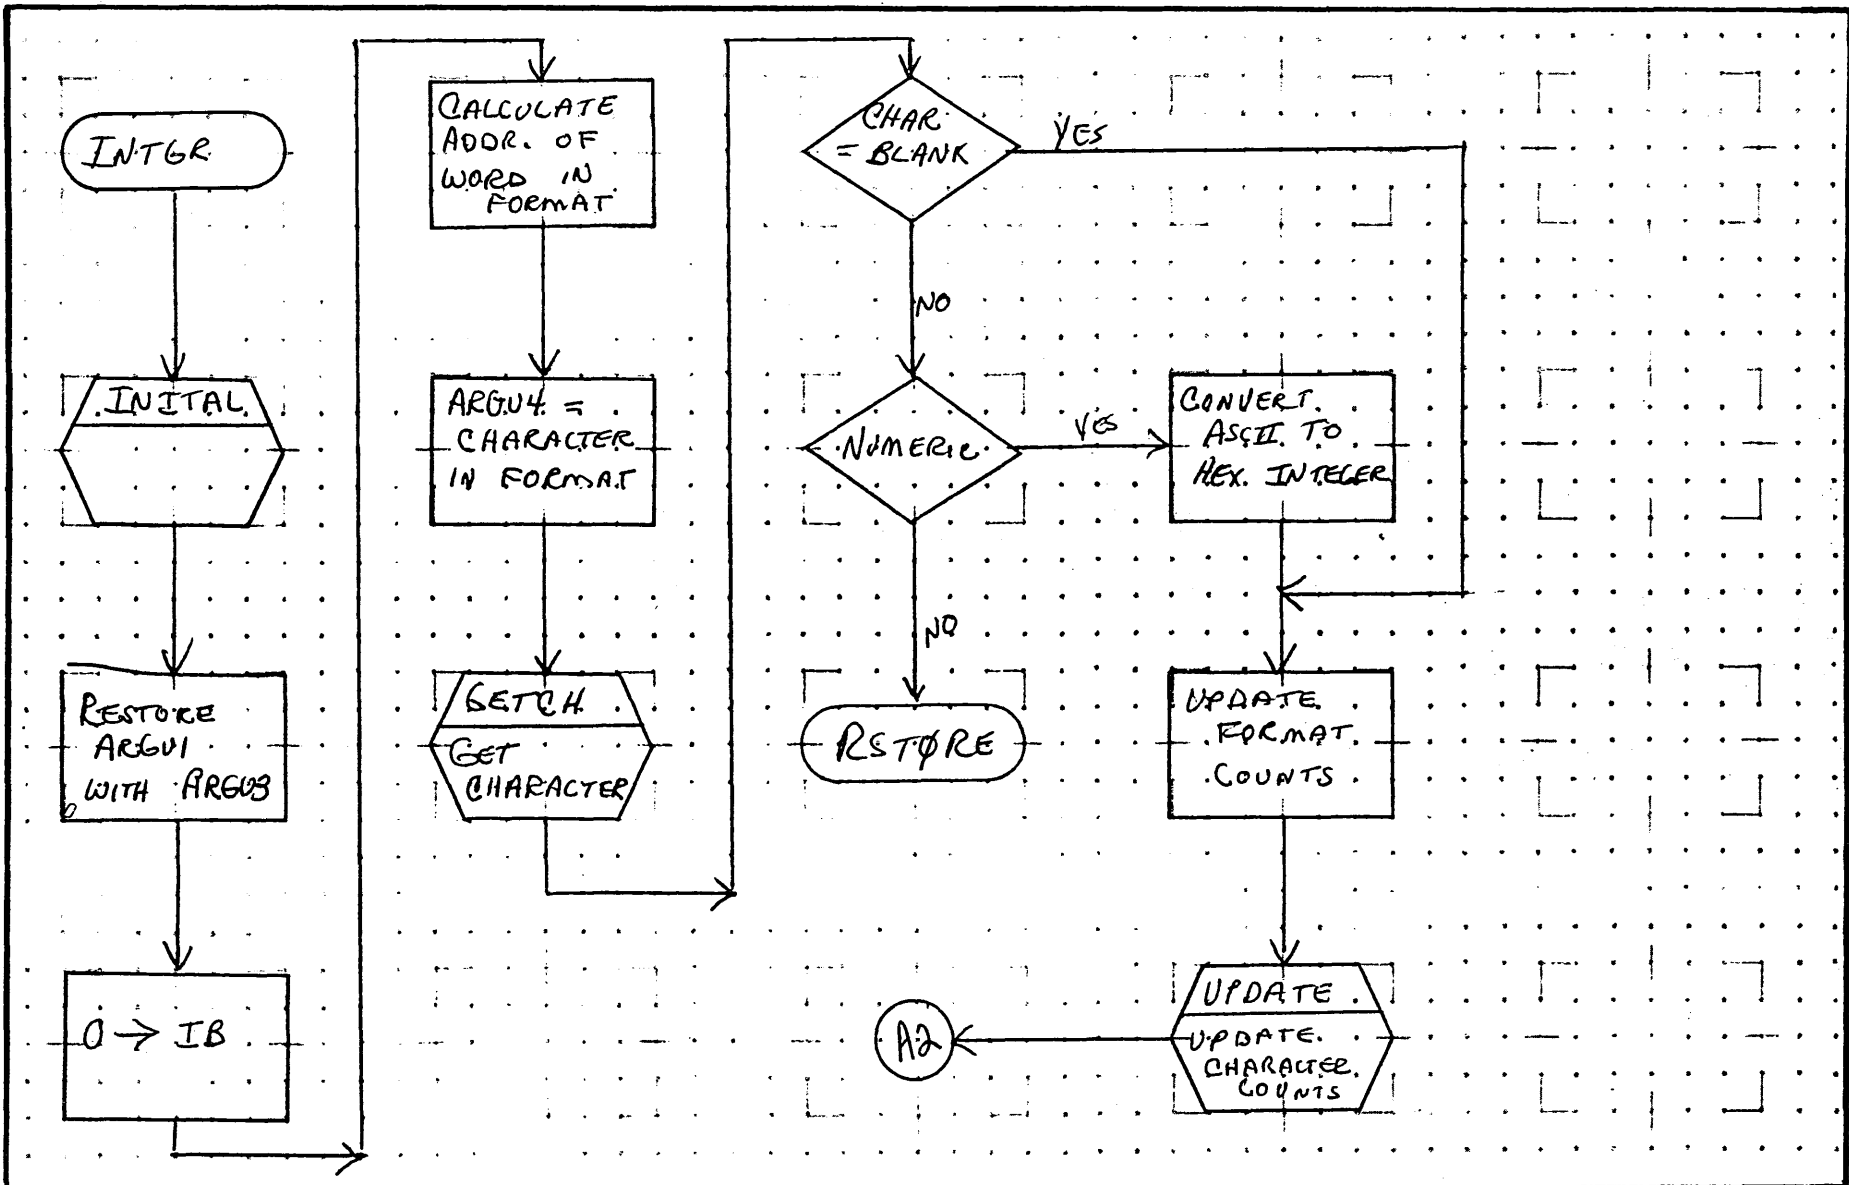 INTGR
INITAL
RESTORE
ARGU1
WITH ARGU3
0 → IB
CALCULATE
ADDR. OF
WORD IN
FORMAT
ARGU4 =
CHARACTER
IN FORMAT
GETCH
GET
CHARACTER
CHAR
= BLANK
YES
NO
NUMERIC
YES
NO
RSTØRE
CONVERT
ASCII TO
HEX. INTEGER
UPDATE
FORMAT
COUNTS
UPDATE
UPDATE
CHARACTER
COUNTS
A2